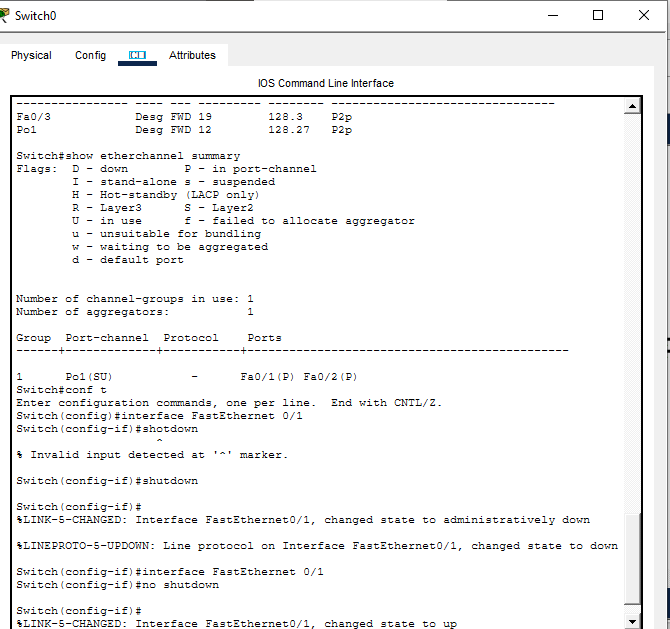 Switch0
Physical Config CLI Attributes
IOS Command Line Interface
---------------- ---- --- --------- -------- --------------------------------
Fa0/3            Desg FWD 19        128.3    P2p
Po1              Desg FWD 12        128.27   P2p
Switch#show etherchannel summary
Flags:  D - down        P - in port-channel
        I - stand-alone s - suspended
        H - Hot-standby (LACP only)
        R - Layer3      S - Layer2
        U - in use      f - failed to allocate aggregator
        u - unsuitable for bundling
        w - waiting to be aggregated
        d - default port
Number of channel-groups in use: 1
Number of aggregators:           1
Group  Port-channel  Protocol    Ports
------+-------------+-----------+----------------------------------------------
1      Po1(SU)           -      Fa0/1(P) Fa0/2(P)
Switch#conf t
Enter configuration commands, one per line.  End with CNTL/Z.
Switch(config)#interface FastEthernet 0/1
Switch(config-if)#shotdown
                    ^
% Invalid input detected at '^' marker.
Switch(config-if)#shutdown
Switch(config-if)#
%LINK-5-CHANGED: Interface FastEthernet0/1, changed state to administratively down
%LINEPROTO-5-UPDOWN: Line protocol on Interface FastEthernet0/1, changed state to down
Switch(config-if)#interface FastEthernet 0/1
Switch(config-if)#no shutdown
Switch(config-if)#
%LINK-5-CHANGED: Interface FastEthernet0/1, changed state to up